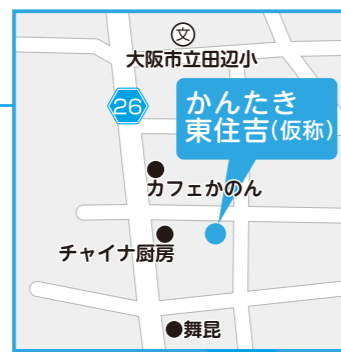 文
大阪市立田辺小
26
かんたき
東住吉(仮称)
カフェかのん
チャイナ厨房
舞昆